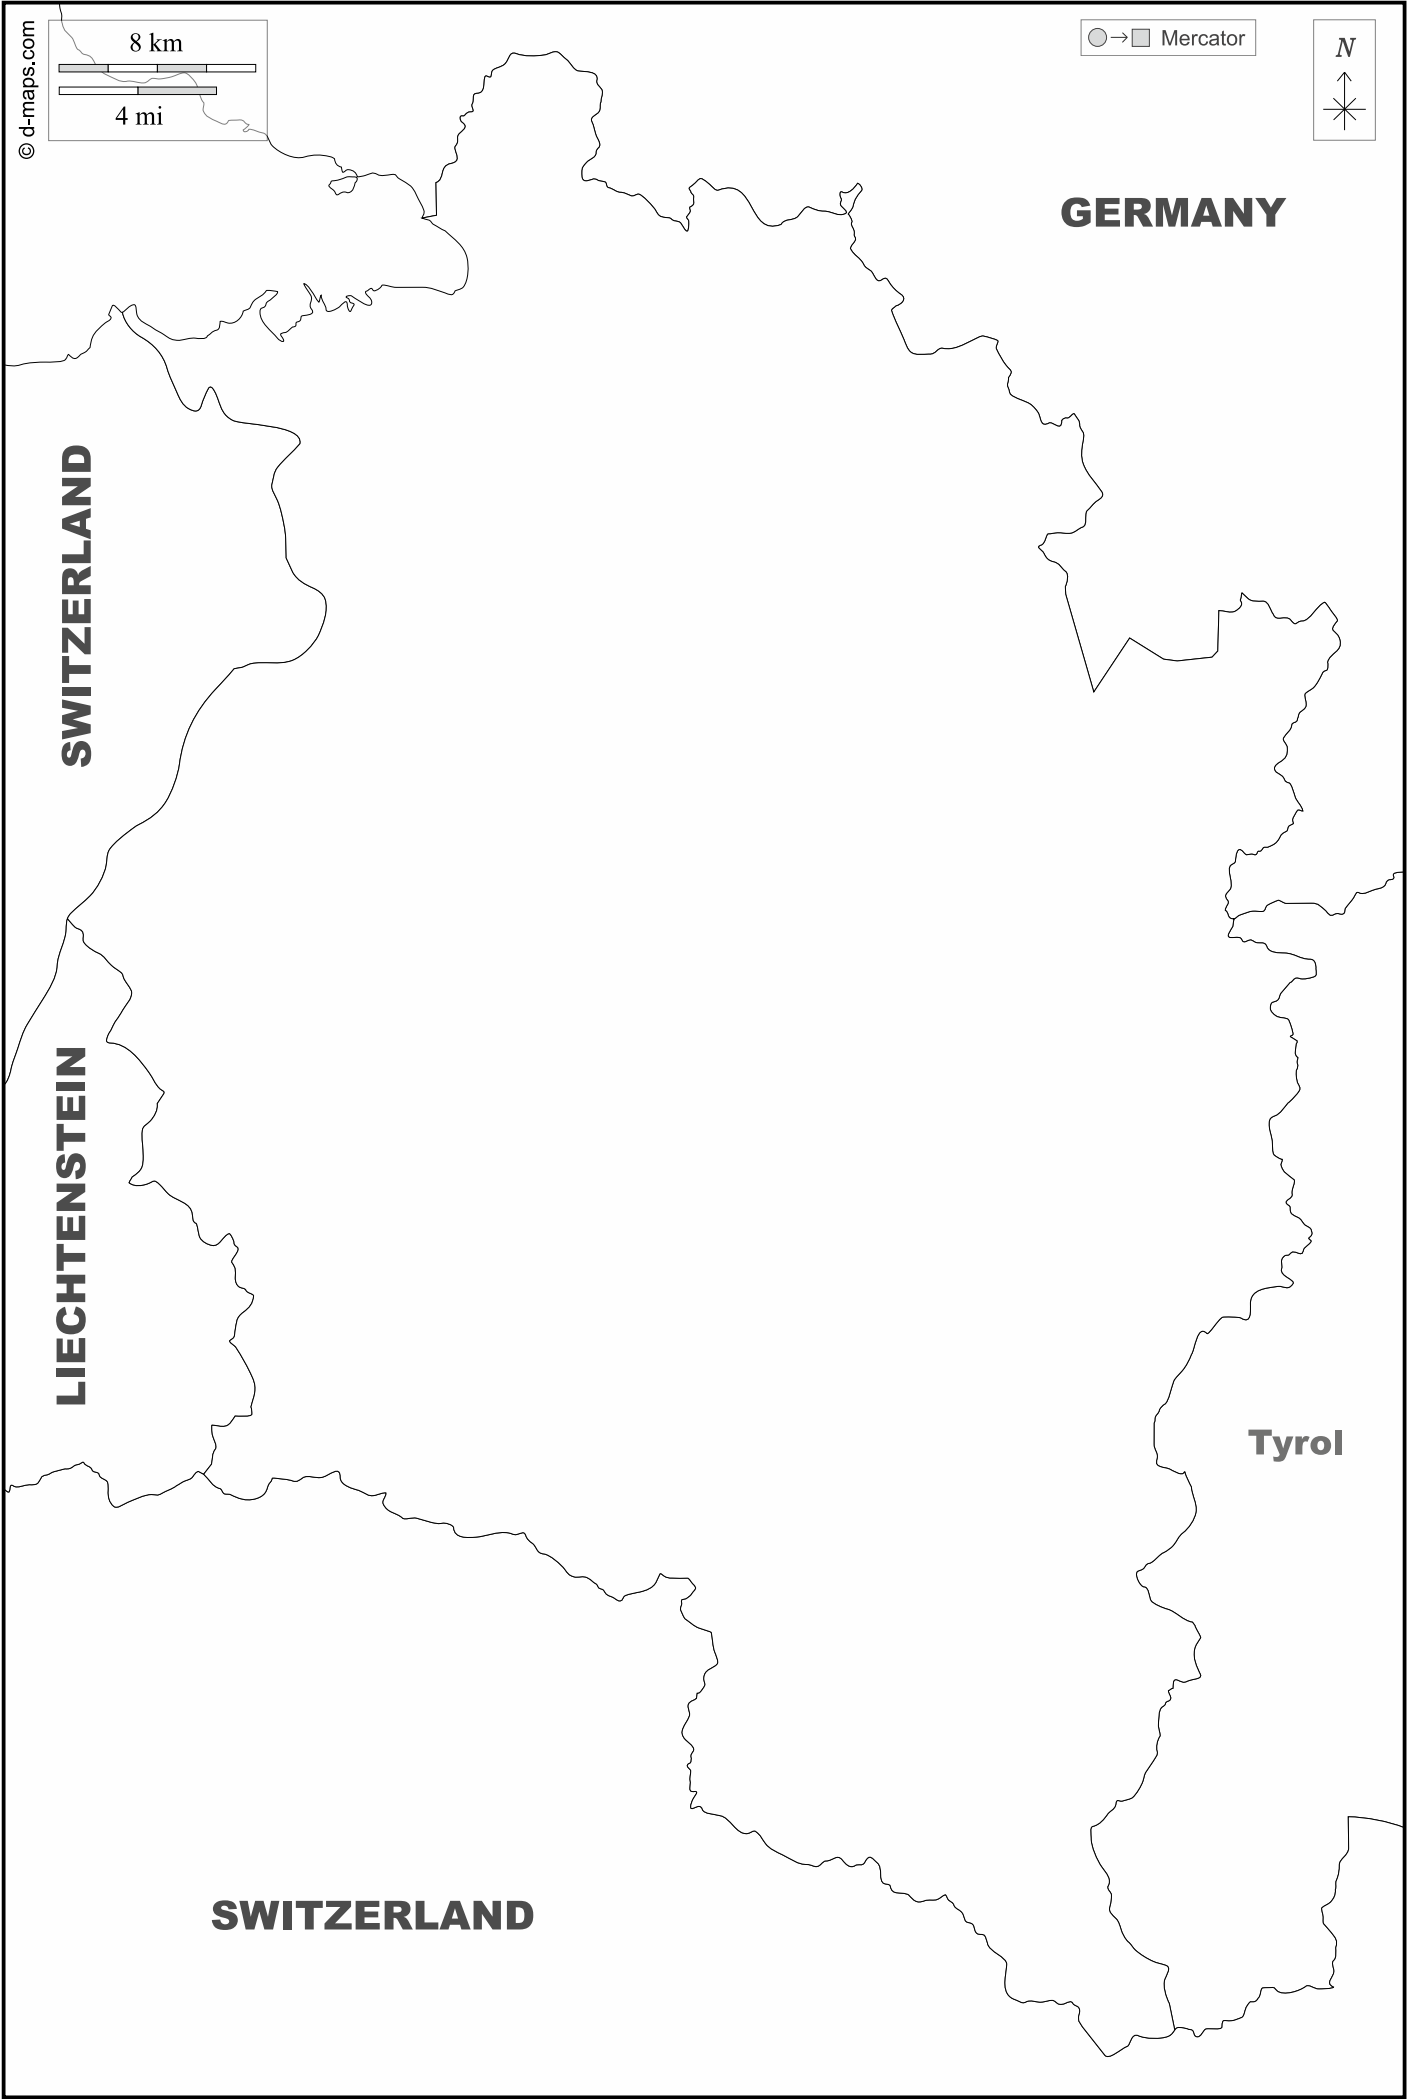 © d-maps.com
8 km
4 mi
Mercator
N
GERMANY
SWITZERLAND
LIECHTENSTEIN
Tyrol
SWITZERLAND